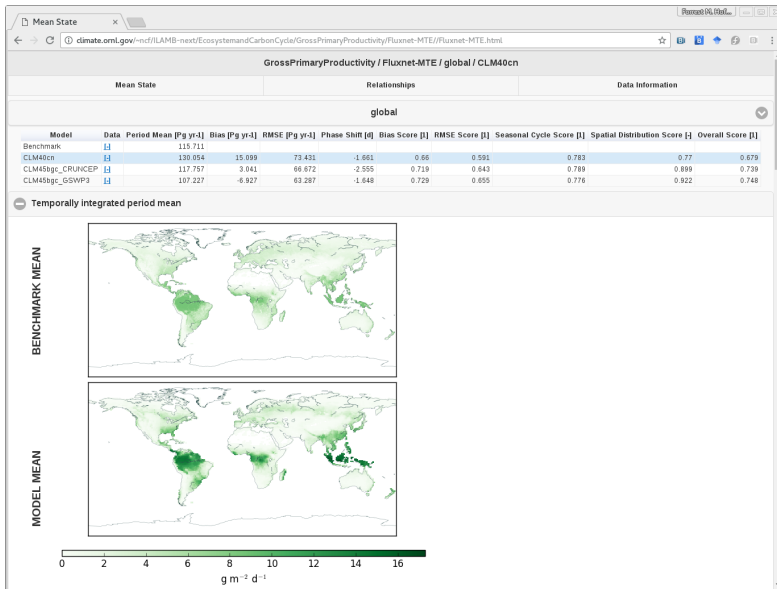 Mean State ×
Forrest M. Hof...
climate.ornl.gov/~ncf/ILAMB-next/EcosystemandCarbonCycle/GrossPrimaryProductivity/Fluxnet-MTE//Fluxnet-MTE.html
GrossPrimaryProductivity / Fluxnet-MTE / global / CLM40cn
Mean State Relationships Data Information
global
Model Data Period Mean [Pg yr-1] Bias [Pg yr-1] RMSE [Pg yr-1] Phase Shift [d] Bias Score [1] RMSE Score [1] Seasonal Cycle Score [1] Spatial Distribution Score [-] Overall Score [1]
Benchmark [-] 115.711
CLM40cn [-] 130.054 15.099 73.431 -1.661 0.66 0.591 0.783 0.77 0.679
CLM45bgc_CRUNCEP [-] 117.757 3.041 66.672 -2.555 0.719 0.643 0.789 0.899 0.739
CLM45bgc_GSWP3 [-] 107.227 -6.927 63.287 -1.648 0.729 0.655 0.776 0.922 0.748
Temporally integrated period mean
BENCHMARK MEAN
MODEL MEAN
0 2 4 6 8 10 12 14 16
g m⁻² d⁻¹